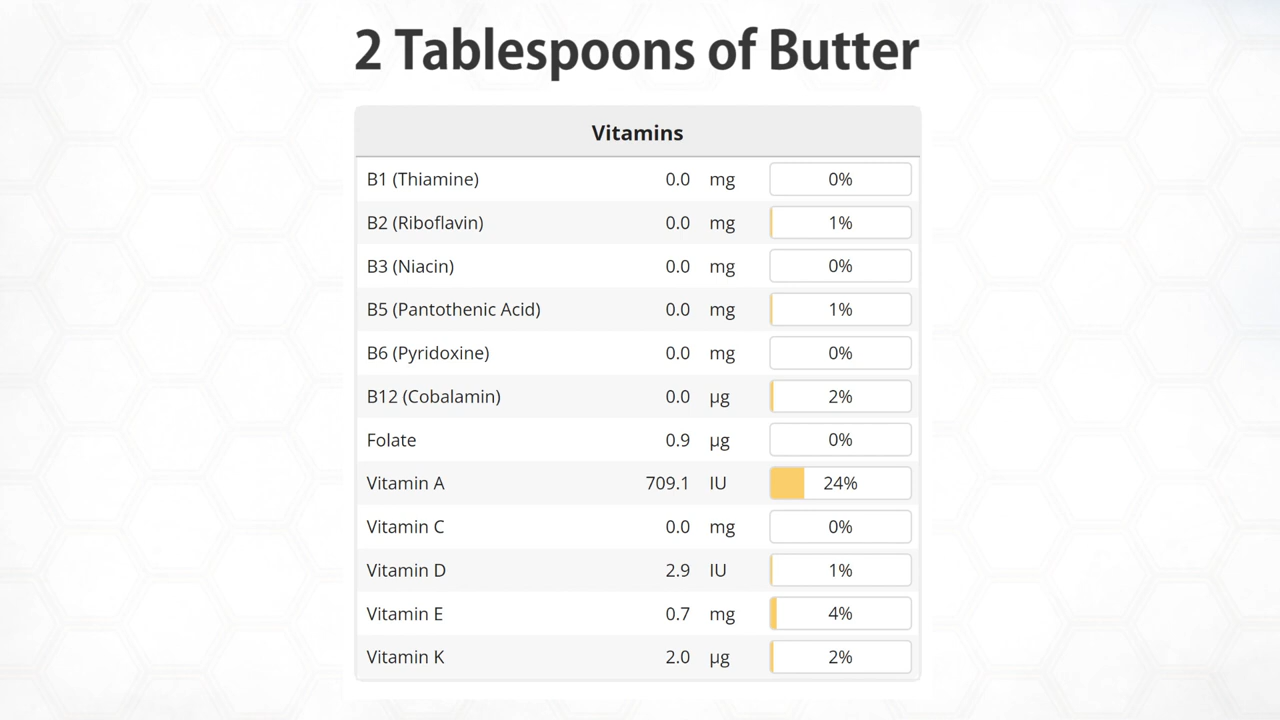 2 Tablespoons of Butter
Vitamins
B1 (Thiamine) 0.0 mg 0%
B2 (Riboflavin) 0.0 mg 1%
B3 (Niacin) 0.0 mg 0%
B5 (Pantothenic Acid) 0.0 mg 1%
B6 (Pyridoxine) 0.0 mg 0%
B12 (Cobalamin) 0.0 µg 2%
Folate 0.9 µg 0%
Vitamin A 709.1 IU 24%
Vitamin C 0.0 mg 0%
Vitamin D 2.9 IU 1%
Vitamin E 0.7 mg 4%
Vitamin K 2.0 µg 2%